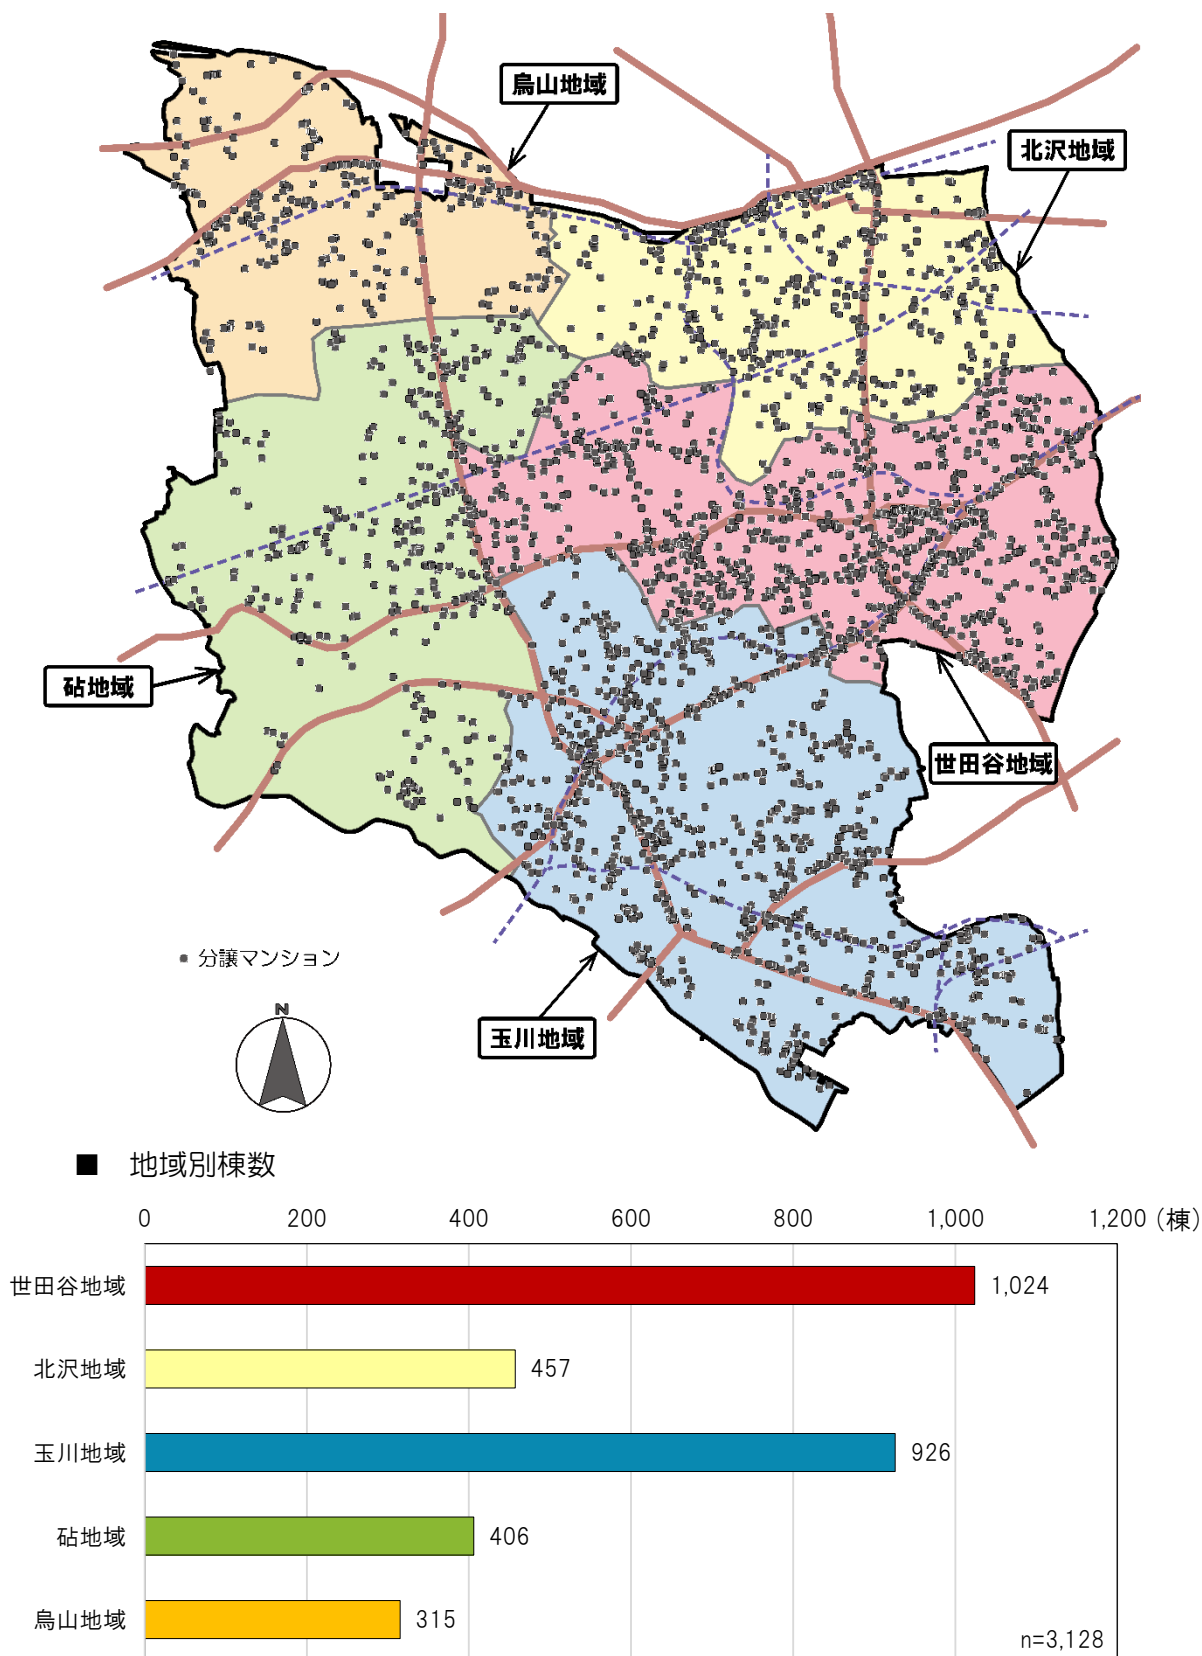 烏山地域
北沢地域
砧地域
世田谷地域
分譲マンション
玉川地域
N
■ 地域別棟数
0 200 400 600 800 1,000 1,200 (棟)
世田谷地域 1,024
北沢地域 457
玉川地域 926
砧地域 406
烏山地域 315
n=3,128